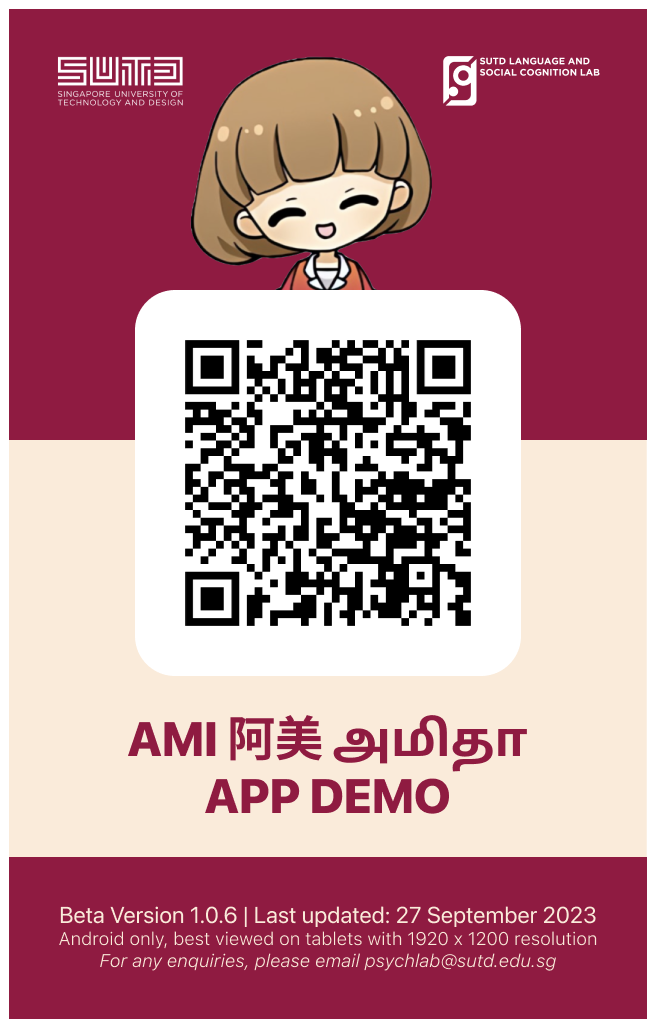 SUTD
SINGAPORE UNIVERSITY OF
TECHNOLOGY AND DESIGN
SUTD LANGUAGE AND
SOCIAL COGNITION LAB
AMI 阿美 அமிதா
APP DEMO
Beta Version 1.0.6 | Last updated: 27 September 2023
Android only, best viewed on tablets with 1920 x 1200 resolution
For any enquiries, please email psychlab@sutd.edu.sg